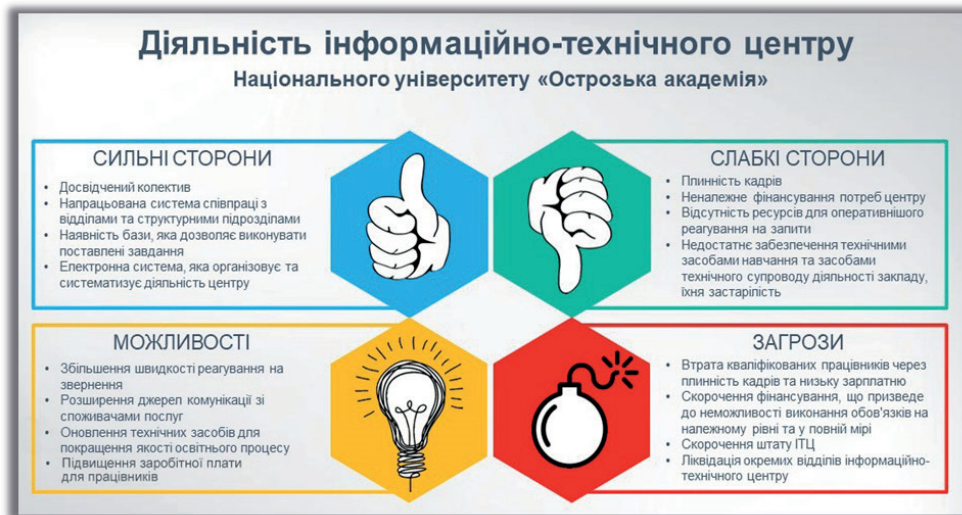 Діяльність інформаційно-технічного центру
Національного університету «Острозька академія»
СИЛЬНІ СТОРОНИ
• Досвідчений колектив
• Напрацьована система співпраці з
відділами та структурними підрозділами
• Наявність бази, яка дозволяє виконувати
поставлені завдання
• Електронна система, яка організовує та
систематизує діяльність центру
СЛАБКІ СТОРОНИ
• Плинність кадрів
• Неналежне фінансування потреб центру
• Відсутність ресурсів для оперативнішого
реагування на запити
• Недостатнє забезпечення технічними
засобами навчання та засобами
технічного супроводу діяльності закладу,
їхня застарілість
МОЖЛИВОСТІ
• Збільшення швидкості реагування на
звернення
• Розширення джерел комунікації зі
споживачами послуг
• Оновлення технічних засобів для
покращення якості освітнього процесу
• Підвищення заробітної плати
для працівників
ЗАГРОЗИ
• Втрата кваліфікованих працівників через
плинність кадрів та низьку зарплатню
• Скорочення фінансування, що призведе
до неможливості виконання обов'язків на
належному рівні та у повній мірі
• Скорочення штату ІТЦ
• Ліквідація окремих відділів інформаційно-
технічного центру